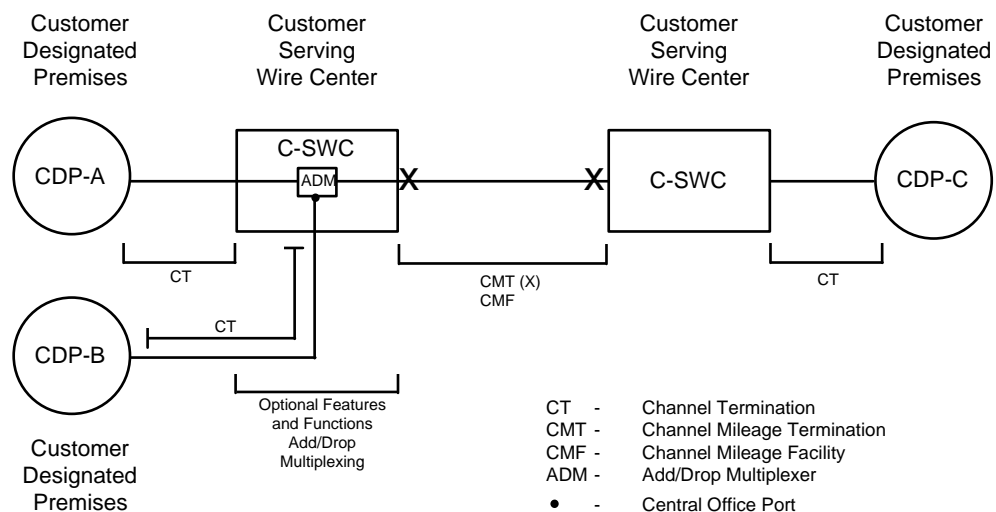 Customer
Designated
Premises
Customer
Serving
Wire Center
Customer
Serving
Wire Center
Customer
Designated
Premises
CDP-A
C-SWC
ADM
X
X
C-SWC
CDP-C
CT
CMT (X)
CMF
CT
CT
CDP-B
Optional Features
and Functions
Add/Drop
Multiplexing
Customer
Designated
Premises
CT - Channel Termination
CMT - Channel Mileage Termination
CMF - Channel Mileage Facility
ADM - Add/Drop Multiplexer
• - Central Office Port